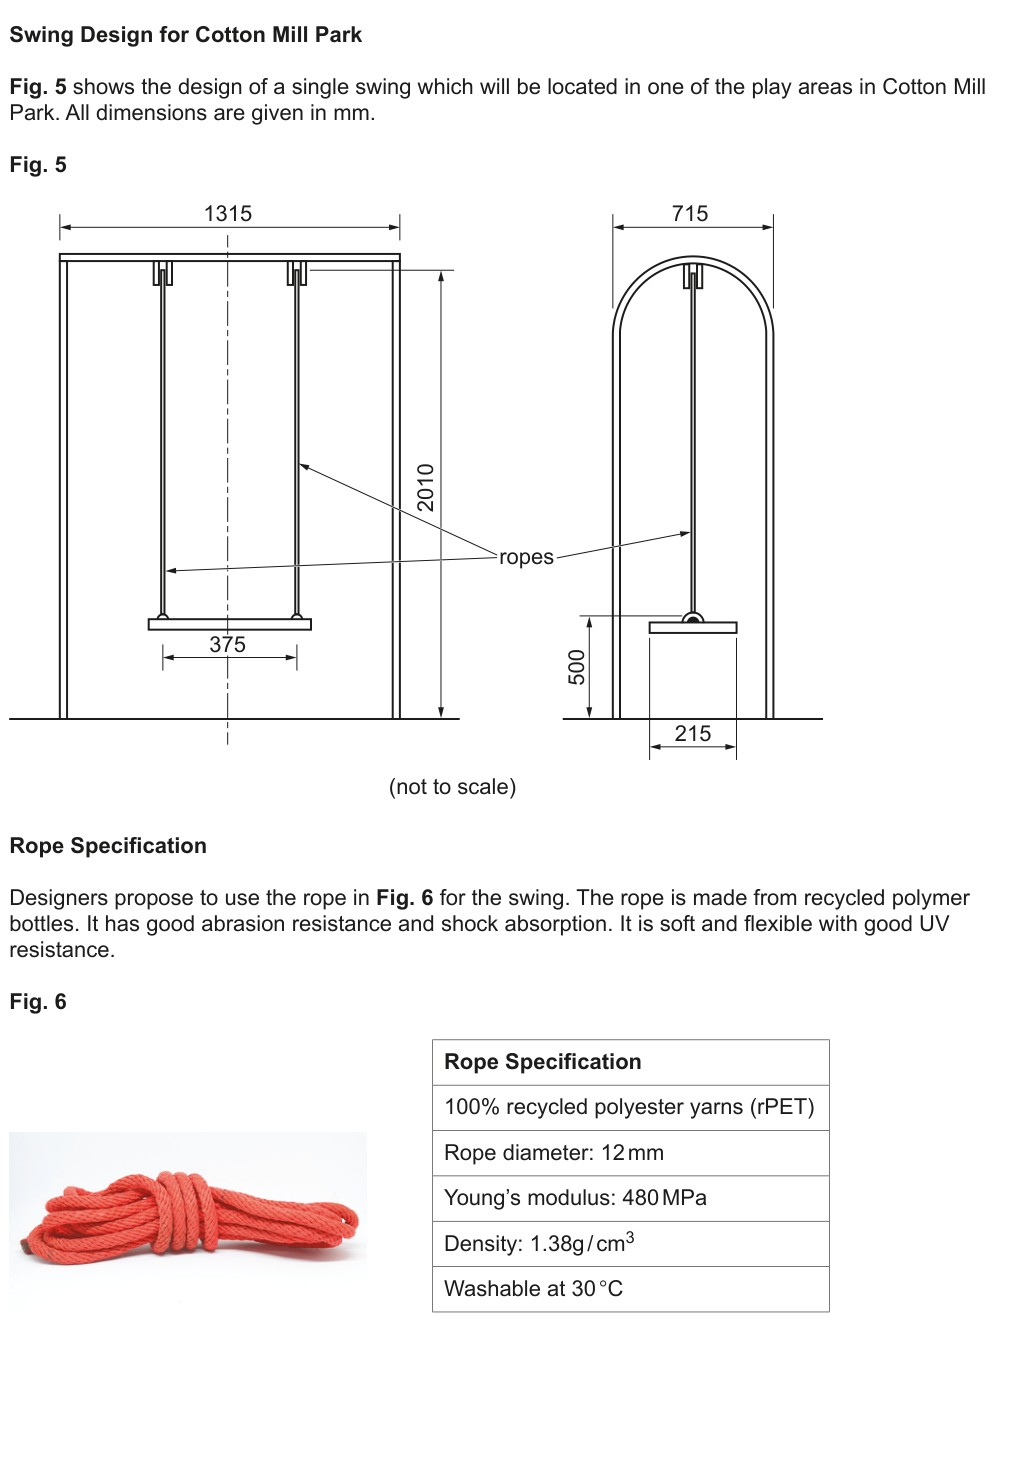 Swing Design for Cotton Mill Park
Fig. 5 shows the design of a single swing which will be located in one of the play areas in Cotton Mill
Park. All dimensions are given in mm.
Fig. 5
1315
715
2010
ropes
375
500
215
(not to scale)
Rope Specification
Designers propose to use the rope in Fig. 6 for the swing. The rope is made from recycled polymer
bottles. It has good abrasion resistance and shock absorption. It is soft and flexible with good UV
resistance.
Fig. 6
Rope Specification
100% recycled polyester yarns (rPET)
Rope diameter: 12 mm
Young’s modulus: 480 MPa
Density: 1.38g/cm³
Washable at 30 °C